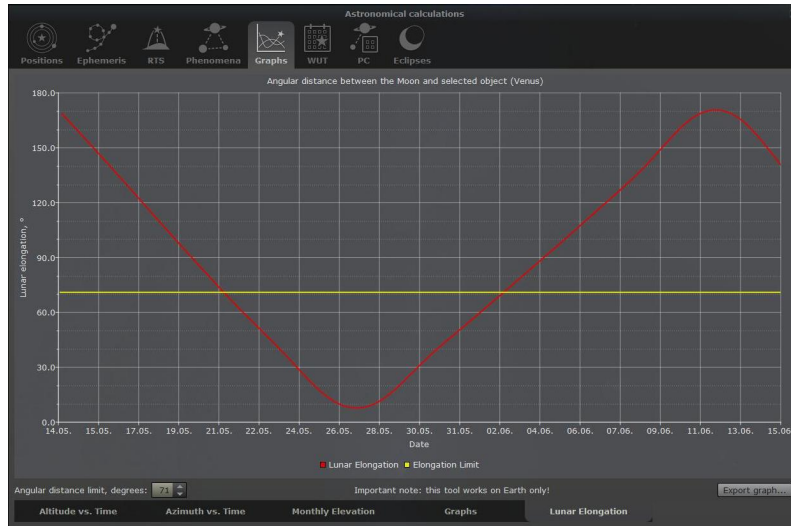 Astronomical calculations
Positions Ephemeris RTS Phenomena Graphs WUT PC Eclipses
Angular distance between the Moon and selected object (Venus)
180.0
150.0
120.0
90.0
60.0
30.0
0.0
Lunar elongation, °
14.05. 15.05. 17.05. 19.05. 21.05. 22.05. 24.05. 26.05. 28.05. 30.05. 31.05. 02.06. 04.06. 06.06. 07.06. 09.06. 11.06. 13.06. 15.06
Date
Lunar Elongation Elongation Limit
Angular distance limit, degrees: 71 Important note: this tool works on Earth only! Export graph...
Altitude vs. Time Azimuth vs. Time Monthly Elevation Graphs Lunar Elongation